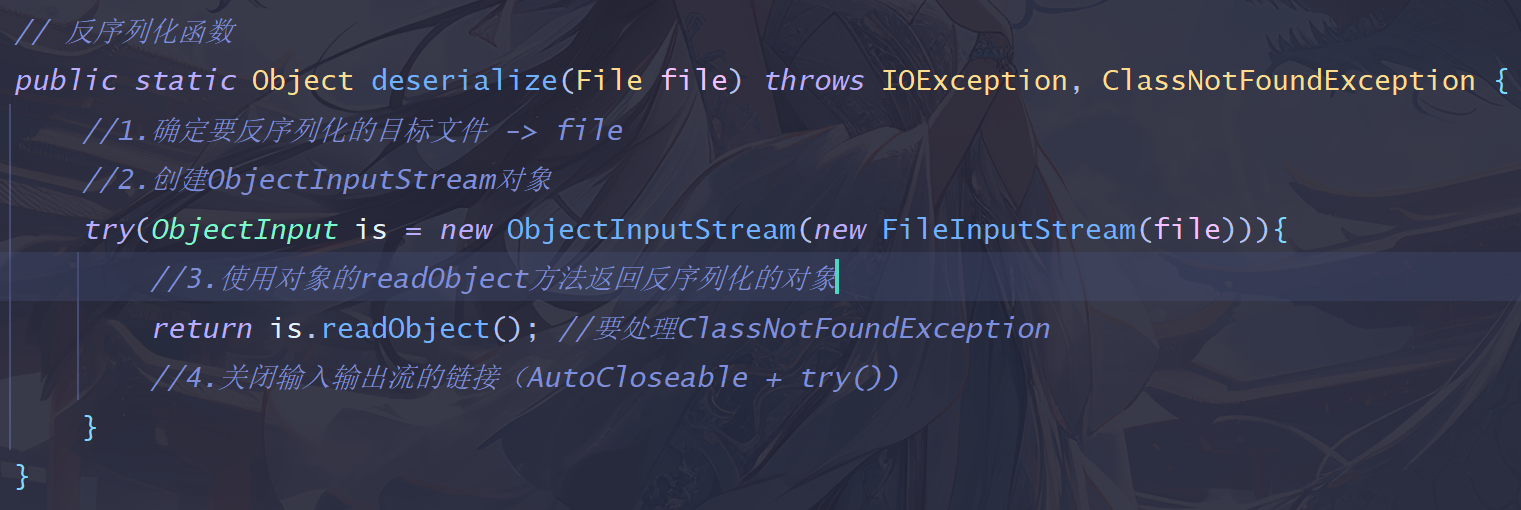 // 反序列化函数
public static Object deserialize(File file) throws IOException, ClassNotFoundException {
//1.确定要反序列化的目标文件 -> file
//2.创建ObjectInputStream对象
try(ObjectInput is = new ObjectInputStream(new FileInputStream(file))){
//3.使用对象的readObject方法返回反序列化的对象
return is.readObject(); //要处理ClassNotFoundException
//4.关闭输入输出流的链接（AutoCloseable + try()）
}
}